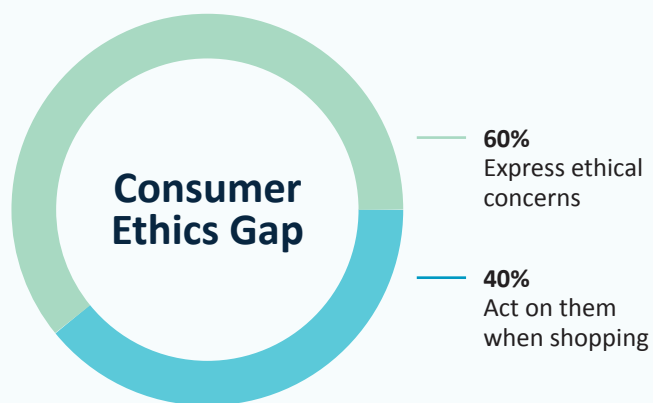 Consumer
Ethics Gap
60%
Express ethical
concerns
40%
Act on them
when shopping